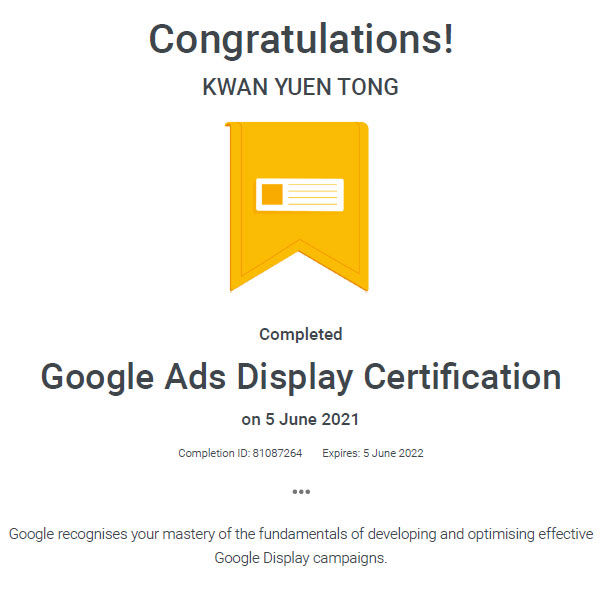 Congratulations!
KWAN YUEN TONG
Completed
Google Ads Display Certification
on 5 June 2021
Completion ID: 81087264 Expires: 5 June 2022
•••
Google recognises your mastery of the fundamentals of developing and optimising effective
Google Display campaigns.